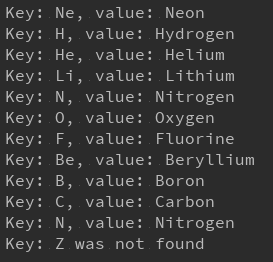 Key: Ne, value: Neon
Key: H, value: Hydrogen
Key: He, value: Helium
Key: Li, value: Lithium
Key: N, value: Nitrogen
Key: O, value: Oxygen
Key: F, value: Fluorine
Key: Be, value: Beryllium
Key: B, value: Boron
Key: C, value: Carbon
Key: N, value: Nitrogen
Key: Z was not found